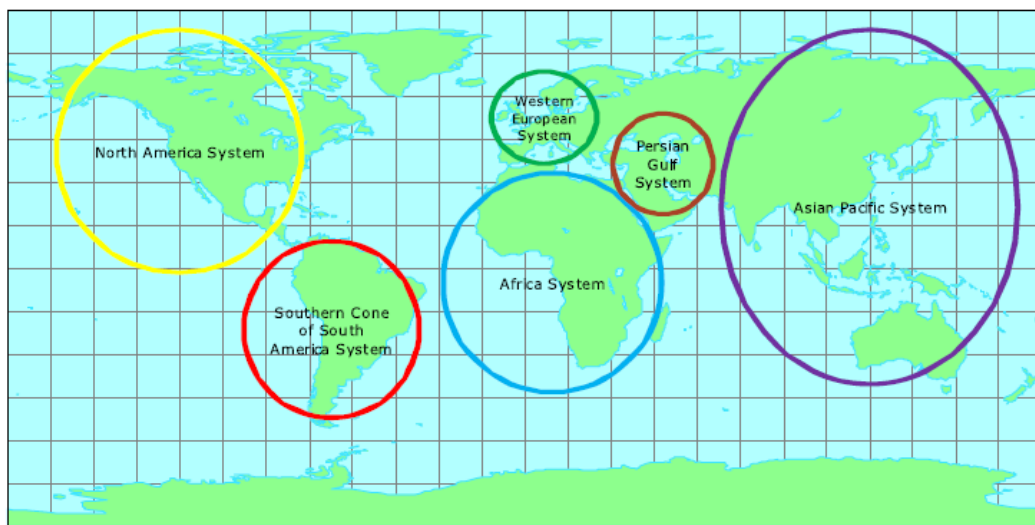 North America System
Western
European
System
Persian
Gulf
System
Asian Pacific System
Africa System
Southern Cone
of South
America System